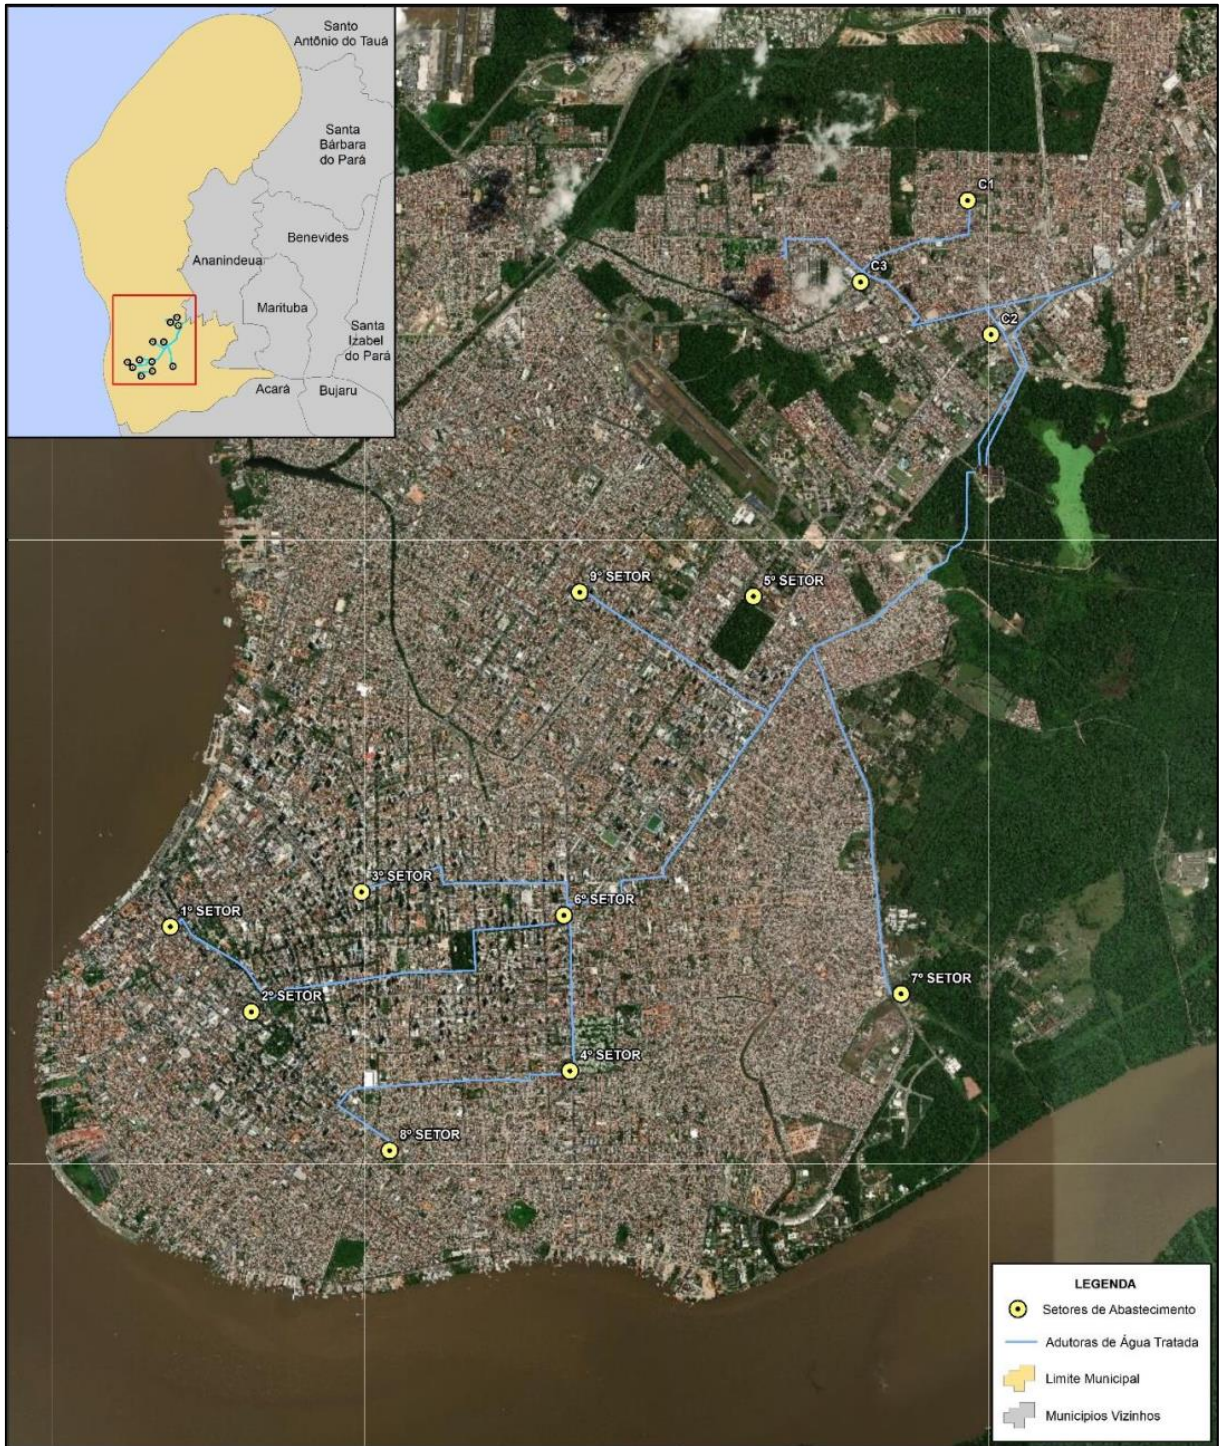 Santo
Antônio do Tauá
Santa
Bárbara
do Pará
Benevides
Ananindeua
Marituba
Santa
Izabel
do Pará
Acará
Bujaru
C1
C3
C2
9º SETOR
5º SETOR
3º SETOR
6º SETOR
1º SETOR
7º SETOR
2º SETOR
4º SETOR
8º SETOR
LEGENDA
Setores de Abastecimento
Adutoras de Água Tratada
Limite Municipal
Municipios Vizinhos